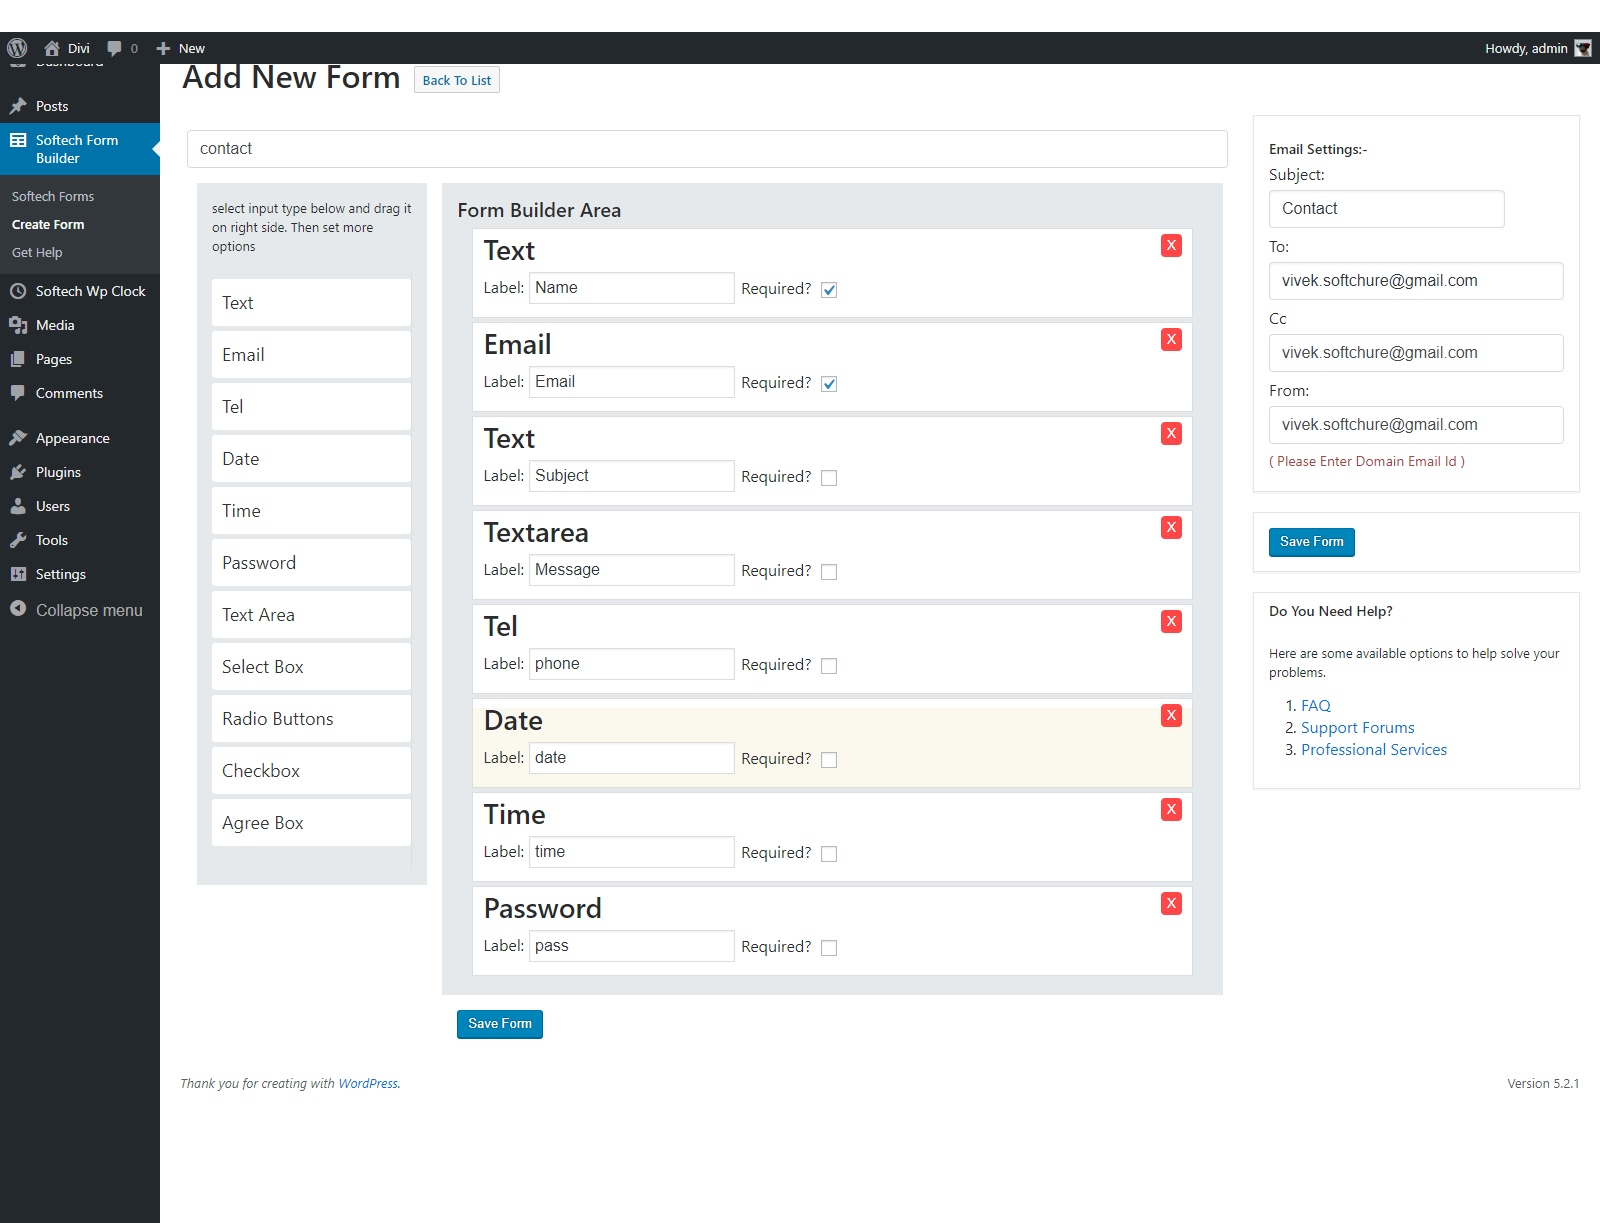 Divi 0 New Howdy, admin
Dashboard
Posts
Softech Form
Builder
Softech Forms
Create Form
Get Help
Softech Wp Clock
Media
Pages
Comments
Appearance
Plugins
Users
Tools
Settings
Collapse menu
Add New Form Back To List
contact
select input type below and drag it
on right side. Then set more
options
Text
Email
Tel
Date
Time
Password
Text Area
Select Box
Radio Buttons
Checkbox
Agree Box
Form Builder Area
Text X
Label: Name Required?
Email X
Label: Email Required?
Text X
Label: Subject Required?
Textarea X
Label: Message Required?
Tel X
Label: phone Required?
Date X
Label: date Required?
Time X
Label: time Required?
Password X
Label: pass Required?
Save Form
Email Settings:-
Subject:
Contact
To:
vivek.softchure@gmail.com
Cc
vivek.softchure@gmail.com
From:
vivek.softchure@gmail.com
( Please Enter Domain Email Id )
Save Form
Do You Need Help?
Here are some available options to help solve your
problems.
1. FAQ
2. Support Forums
3. Professional Services
Thank you for creating with WordPress. Version 5.2.1